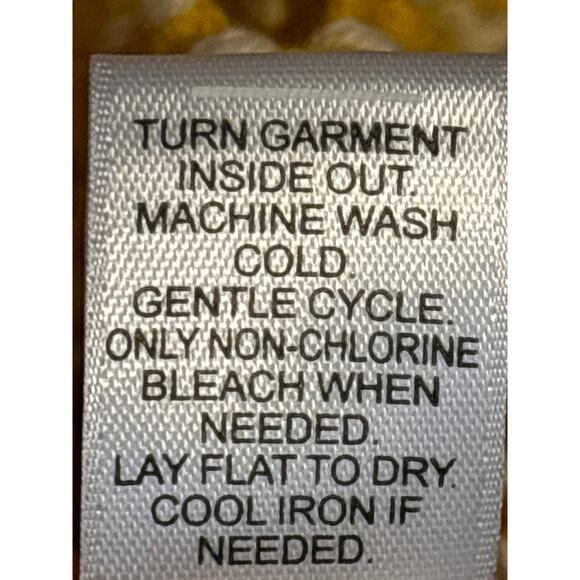 TURN GARMENT
INSIDE OUT.
MACHINE WASH
COLD.
GENTLE CYCLE.
ONLY NON-CHLORINE
BLEACH WHEN
NEEDED.
LAY FLAT TO DRY.
COOL IRON IF
NEEDED.